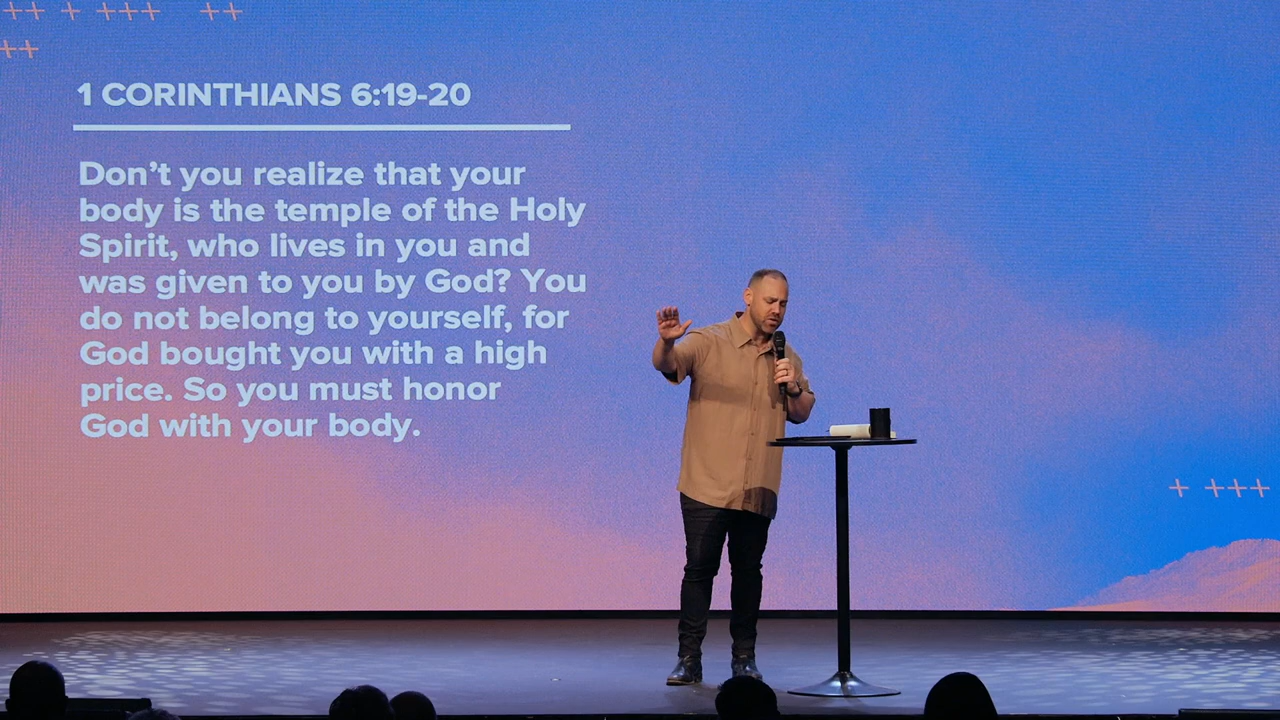 1 CORINTHIANS 6:19-20
Don’t you realize that your
body is the temple of the Holy
Spirit, who lives in you and
was given to you by God? You
do not belong to yourself, for
God bought you with a high
price. So you must honor
God with your body.